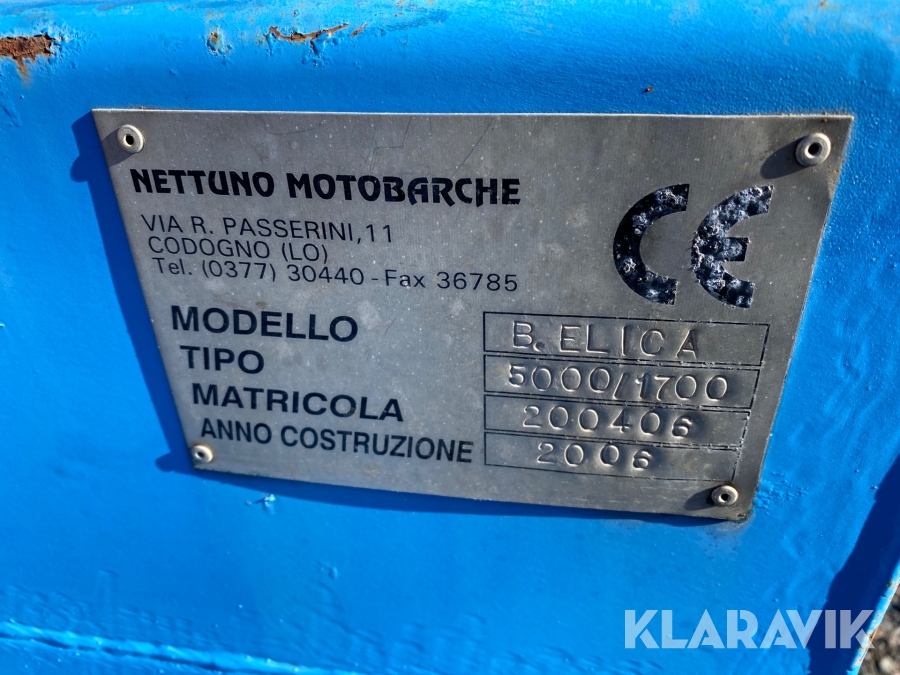 NETTUNO MOTOBARCHE
VIA R. PASSERINI,11
CODOGNO (LO)
Tel. (0377) 30440 - Fax 36785
CE
MODELLO B. ELICA
TIPO 5000/1700
MATRICOLA 200406
ANNO COSTRUZIONE 2006
KLARAVIK